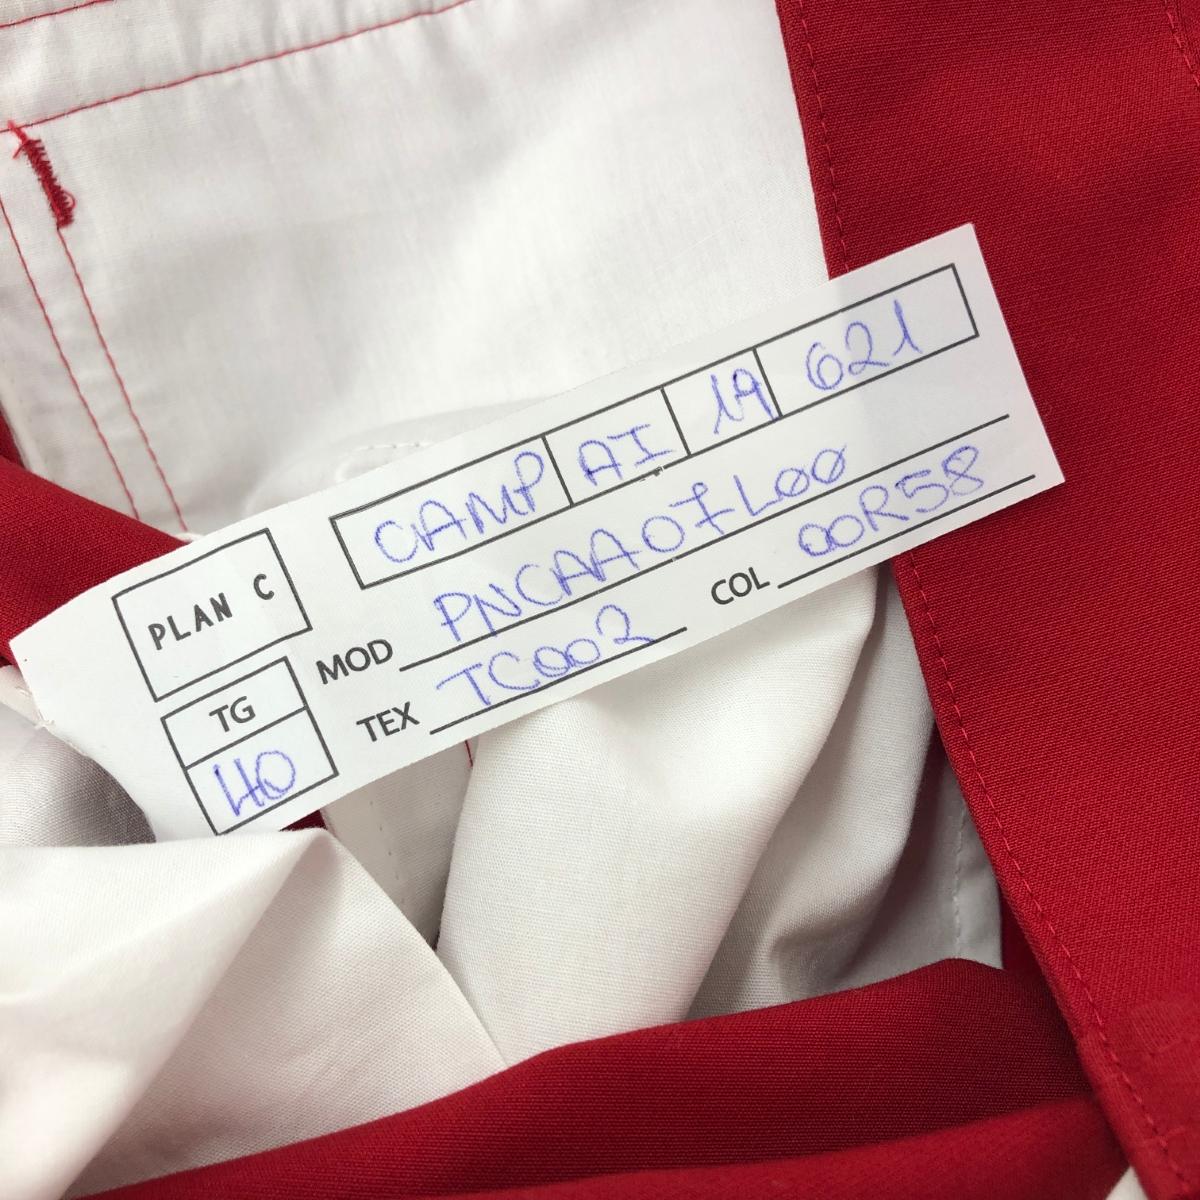 PLAN C
CAMP AI 19 621
MOD PNCAA07L00
TEX TC002 COL 00R58
TG
40